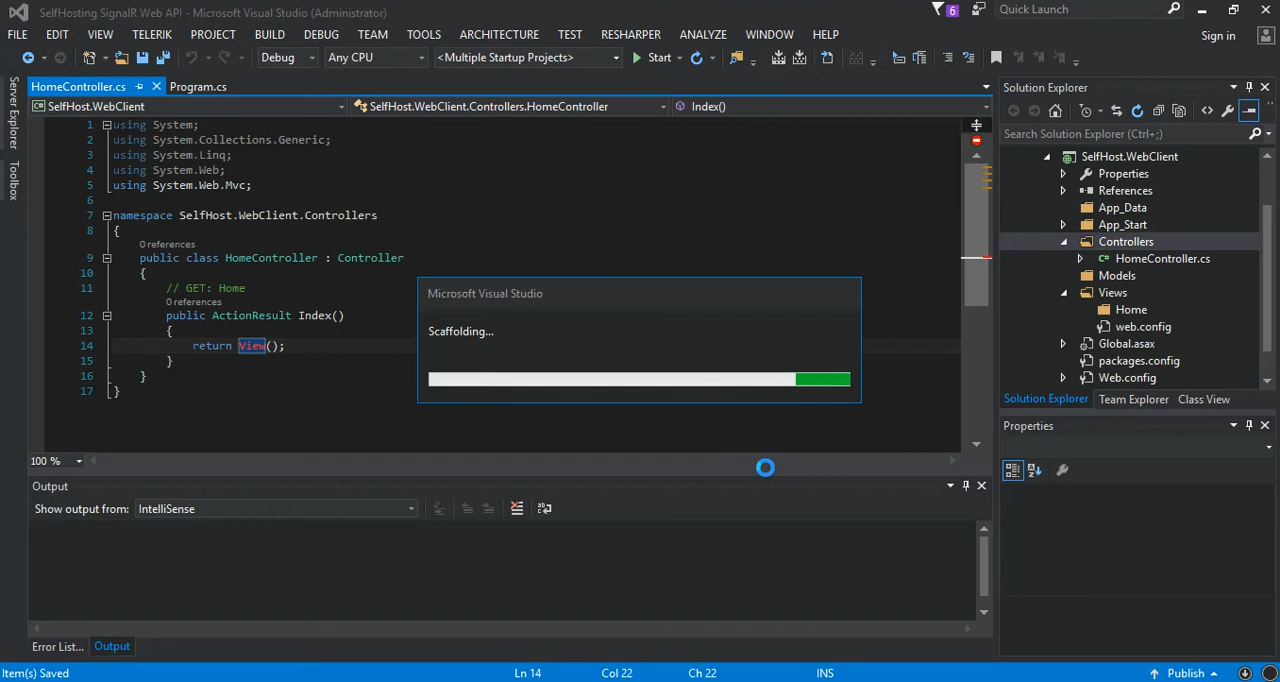 SelfHosting SignalR Web API - Microsoft Visual Studio (Administrator)
6
Quick Launch
FILE EDIT VIEW TELERIK PROJECT BUILD DEBUG TEAM TOOLS ARCHITECTURE TEST RESHARPER ANALYZE WINDOW HELP
Sign in
Debug Any CPU <Multiple Startup Projects> Start
Server Explorer
Toolbox
HomeController.cs Program.cs
SelfHost.WebClient SelfHost.WebClient.Controllers.HomeController Index()
1 using System;
2 using System.Collections.Generic;
3 using System.Linq;
4 using System.Web;
5 using System.Web.Mvc;
6
7 namespace SelfHost.WebClient.Controllers
8 {
0 references
9 public class HomeController : Controller
10 {
11 // GET: Home
0 references
12 public ActionResult Index()
13 {
14 return View();
15 }
16 }
17 }
Microsoft Visual Studio
Scaffolding...
100 %
Output
Show output from: IntelliSense
Error List... Output
Solution Explorer
Search Solution Explorer (Ctrl+;)
SelfHost.WebClient
Properties
References
App_Data
App_Start
Controllers
C# HomeController.cs
Models
Views
Home
web.config
Global.asax
packages.config
Web.config
Solution Explorer Team Explorer Class View
Properties
Item(s) Saved Ln 14 Col 22 Ch 22 INS Publish